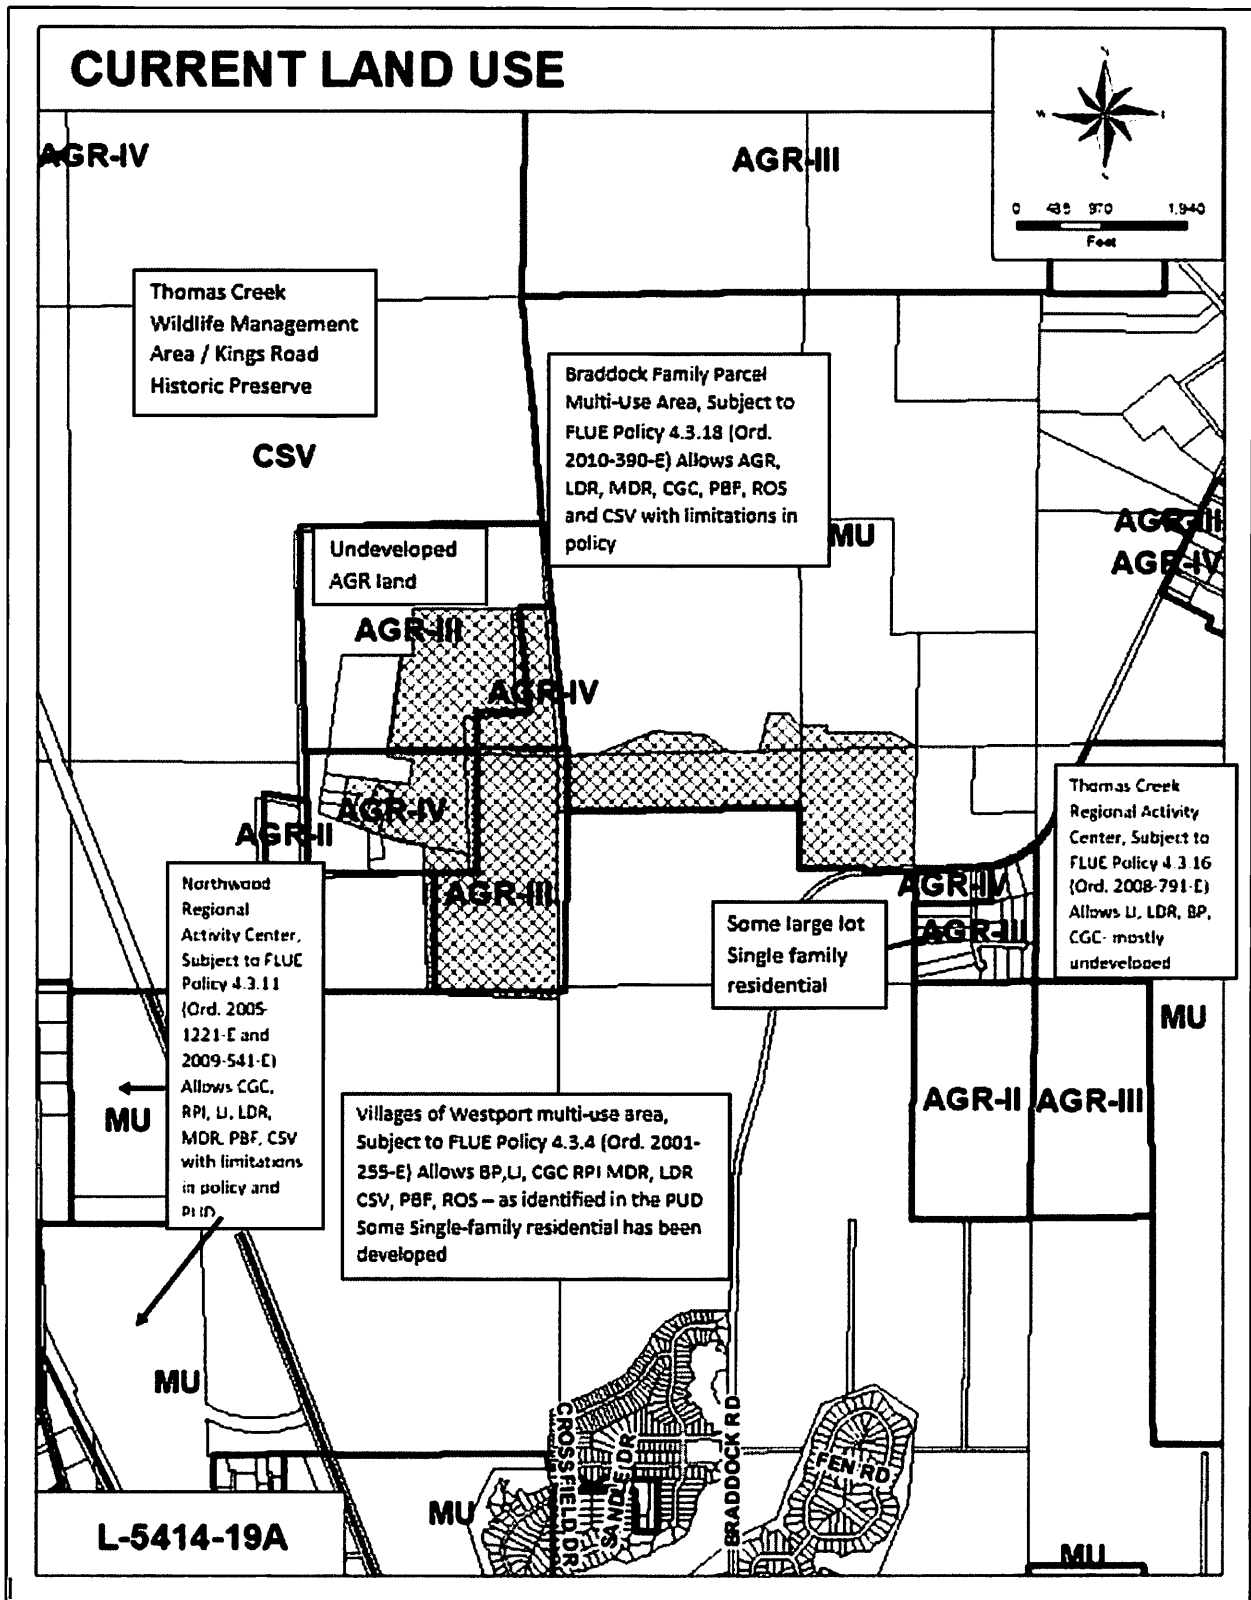 CURRENT LAND USE
W
0 485 970 1,940
Feet
AGR-IV
AGR-III
Thomas Creek
Wildlife Management
Area / Kings Road
Historic Preserve
Braddock Family Parcel
Multi-Use Area, Subject to
FLUE Policy 4.3.18 (Ord.
2010-390-E) Allows AGR,
LDR, MDR, CGC, PBF, ROS
and CSV with limitations in
policy
CSV
MU
AGR-III
AGR-IV
Undeveloped
AGR land
AGR-III
AGR-IV
AGR-IV
AGR-II
AGR-III
Thomas Creek
Regional Activity
Center, Subject to
FLUE Policy 4.3.16
(Ord. 2008-791-E)
Allows LI, LDR, BP,
CGC- mostly
undeveloped
AGR-IV
AGR-III
Some large lot
Single family
residential
Northwood
Regional
Activity Center,
Subject to FLUE
Policy 4.3.11
(Ord. 2005-
1221-E and
2009-541-E)
Allows CGC,
RPI, LI, LDR,
MDR, PBF, CSV
with limitations
in policy and
PUD
MU
MU
AGR-II
AGR-III
Villages of Westport multi-use area,
Subject to FLUE Policy 4.3.4 (Ord. 2001-
255-E) Allows BP,LI, CGC RPI MDR, LDR
CSV, PBF, ROS – as identified in the PUD
Some Single-family residential has been
developed
MU
MU
CROSSFIELD DR
SANDLE DR
BRADDOCK RD
FEN RD
MU
L-5414-19A